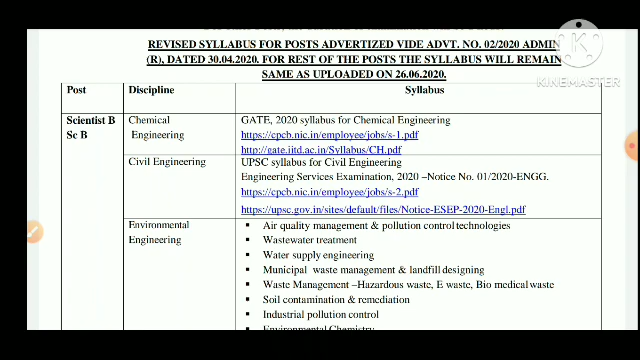 REVISED SYLLABUS FOR POSTS ADVERTIZED VIDE ADVT. NO. 02/2020 ADMIN
(R), DATED 30.04.2020. FOR REST OF THE POSTS THE SYLLABUS WILL REMAIN
SAME AS UPLOADED ON 26.06.2020.
KINEMASTER
Post Discipline Syllabus
Scientist B Chemical GATE, 2020 syllabus for Chemical Engineering
Sc B Engineering https://cpcb.nic.in/employee/jobs/s-1.pdf
http://gate.iitd.ac.in/Syllabus/CH.pdf
Civil Engineering UPSC syllabus for Civil Engineering
Engineering Services Examination, 2020 –Notice No. 01/2020-ENGG.
https://cpcb.nic.in/employee/jobs/s-2.pdf
https://upsc.gov.in/sites/default/files/Notice-ESEP-2020-Engl.pdf
Environmental ▪ Air quality management & pollution control technologies
Engineering ▪ Wastewater treatment
▪ Water supply engineering
▪ Municipal waste management & landfill designing
▪ Waste Management –Hazardous waste, E waste, Bio medical waste
▪ Soil contamination & remediation
▪ Industrial pollution control
▪ Environmental Chemistry